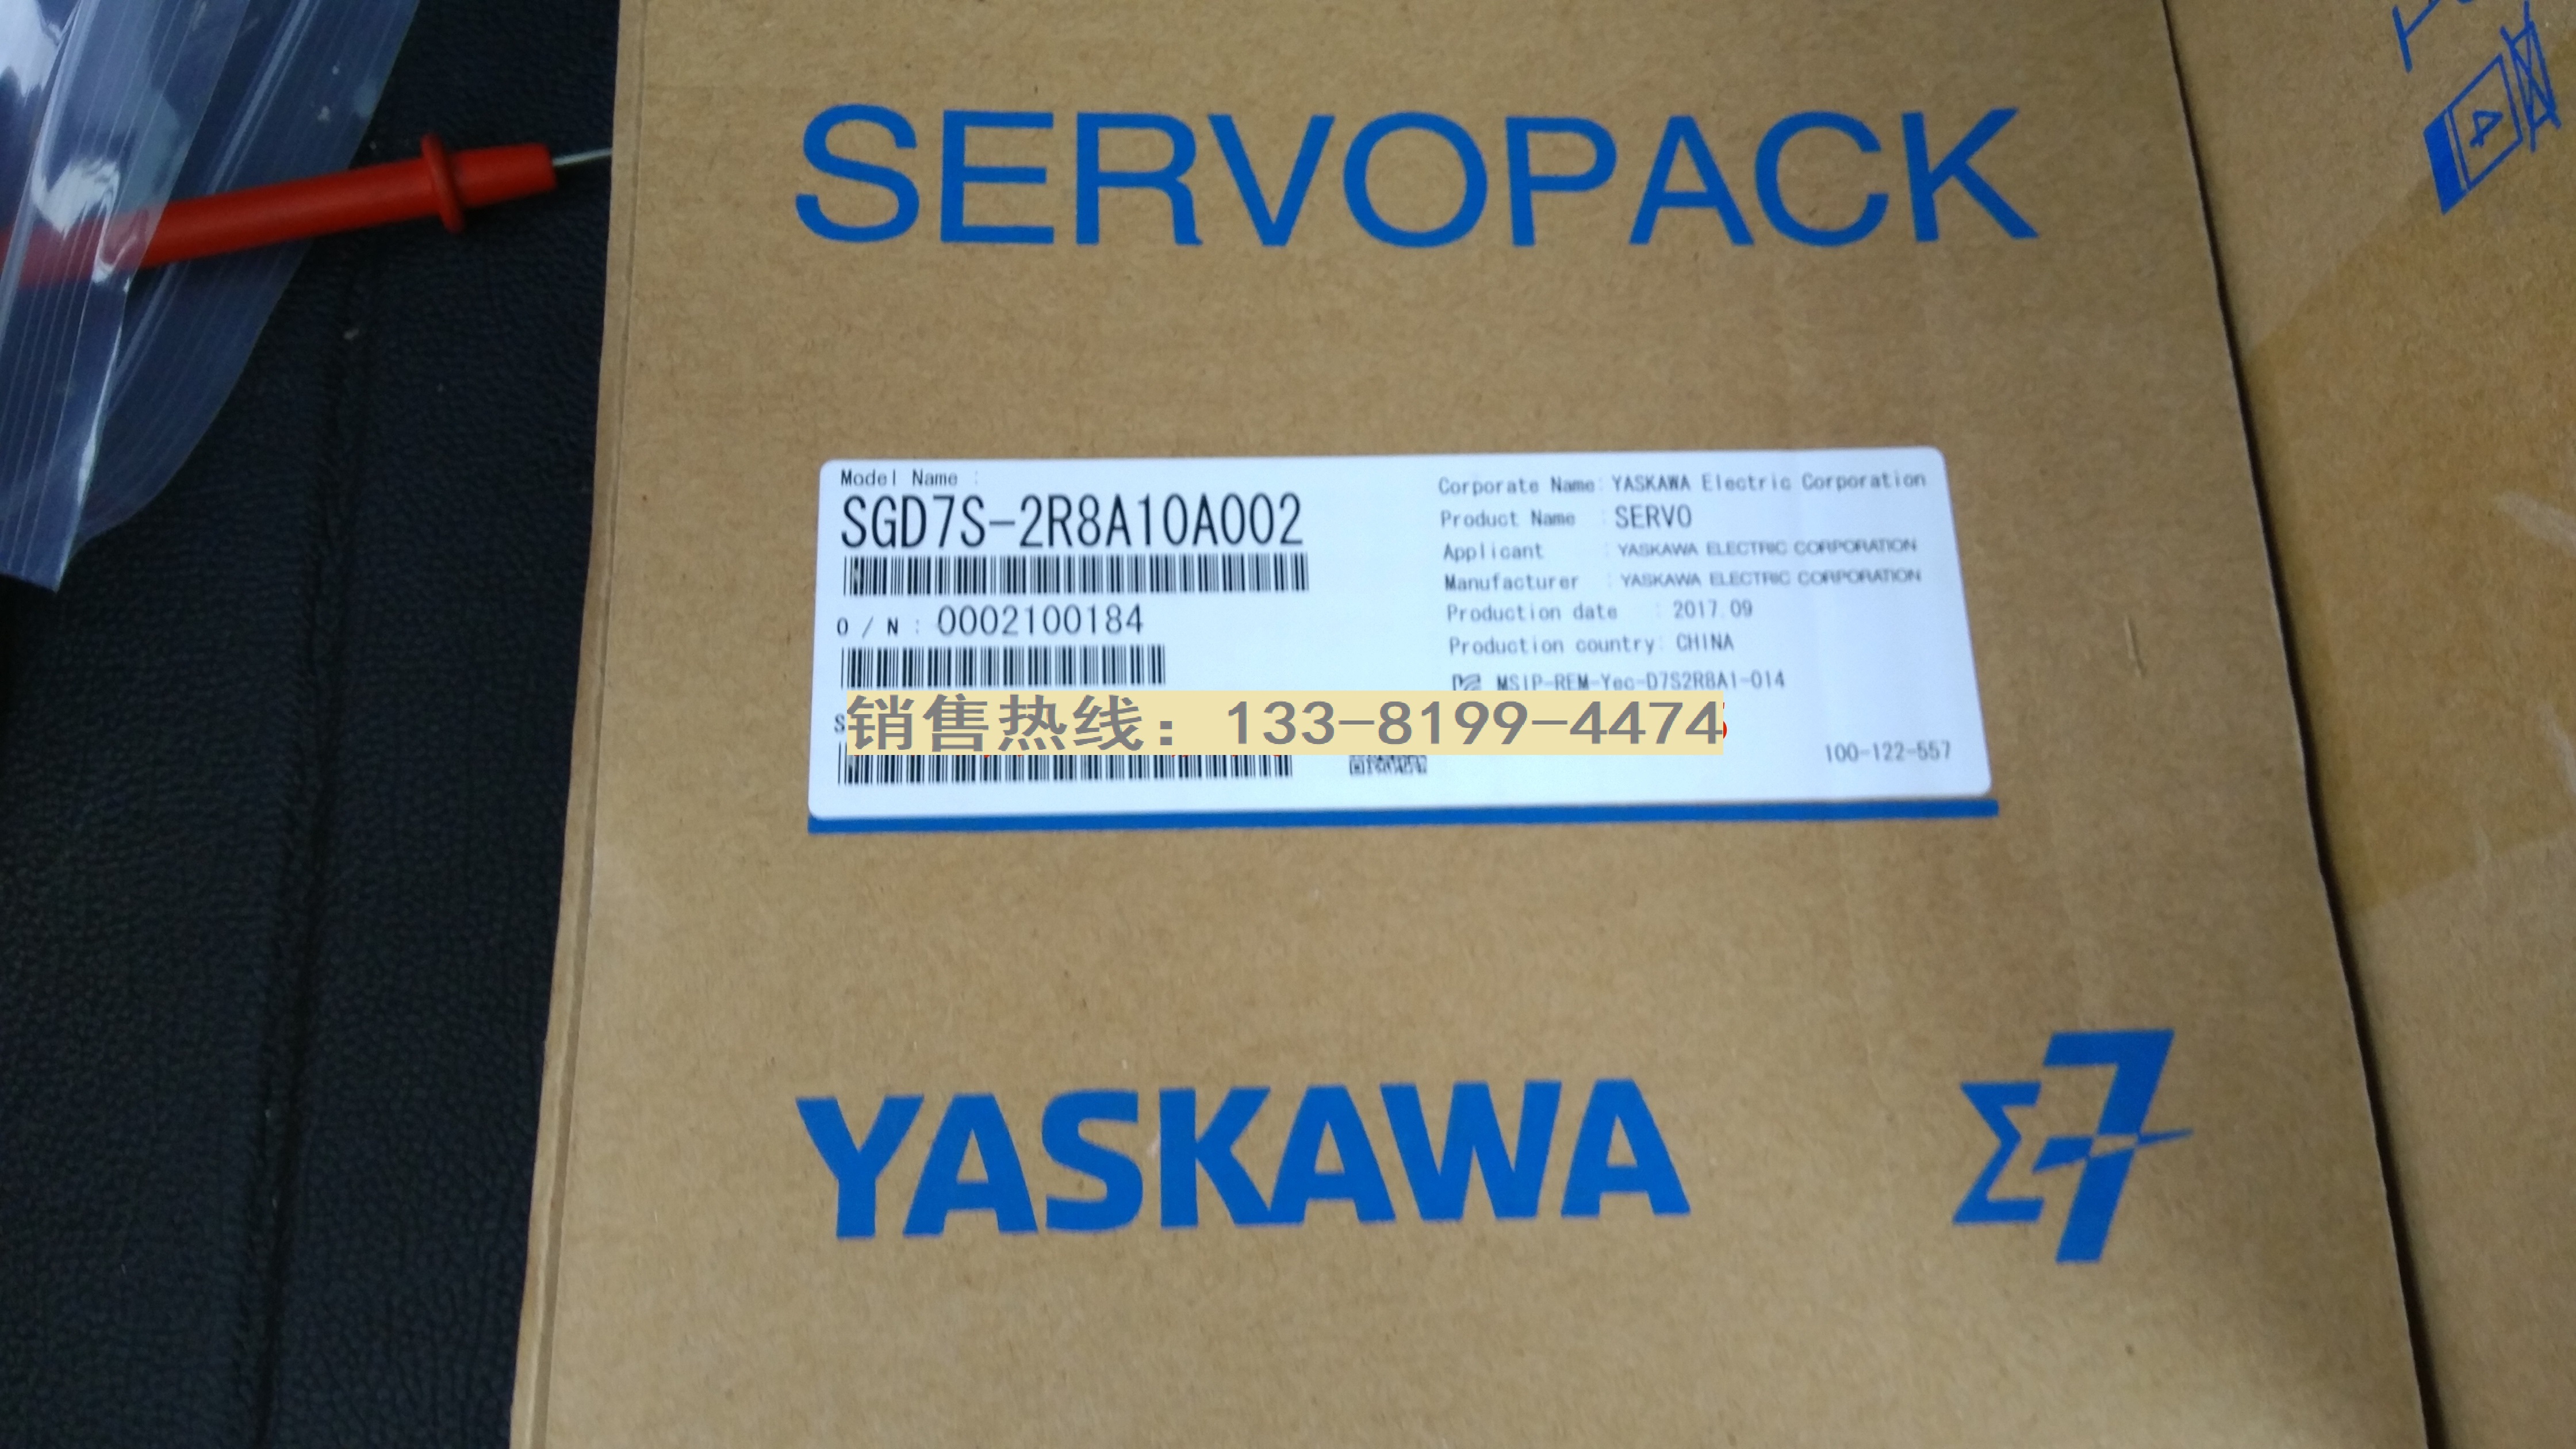 SERVOPACK
Model Name :
SGD7S-2R8A10A002
O / N : 0002100184
S
销售热线: 133-8199-4474
Corporate Name: YASKAWA Electric Corporation
Product Name : SERVO
Applicant : YASKAWA ELECTRIC CORPORATION
Manufacturer : YASKAWA ELECTRIC CORPORATION
Production date : 2017.09
Production country: CHINA
MSIP-REM-Yec-D7S2R8A1-014
100-122-557
YASKAWA
Σ7